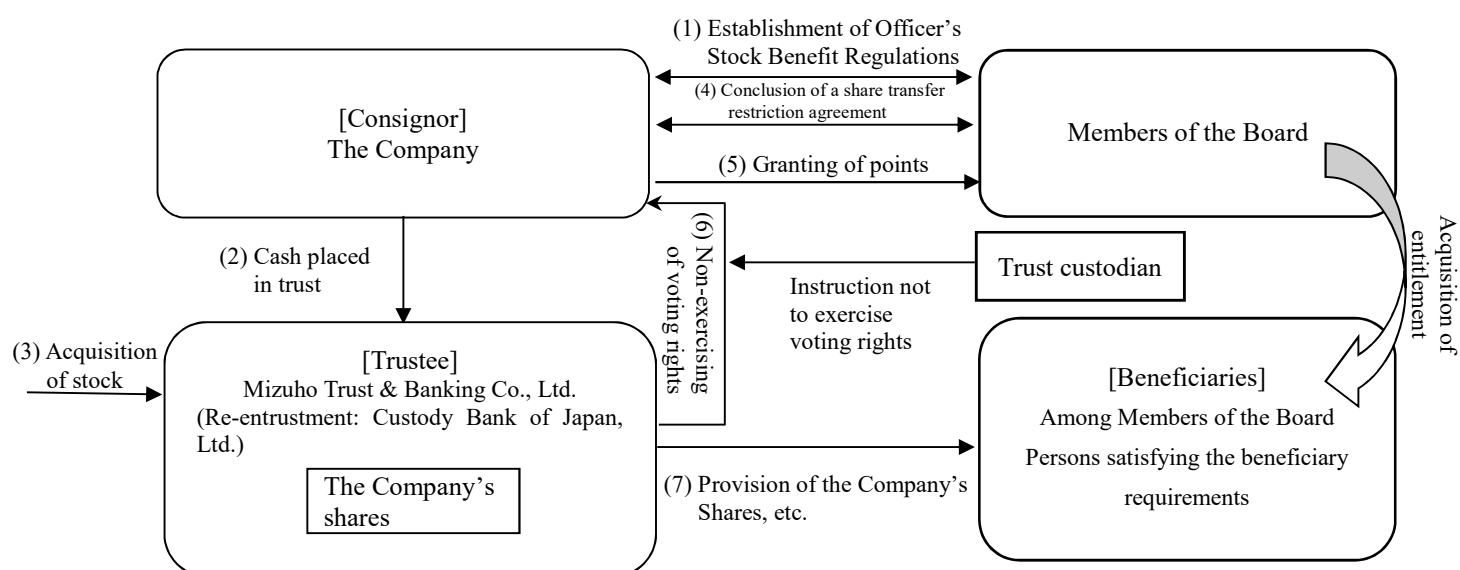 (1) Establishment of Officer’s
Stock Benefit Regulations
(4) Conclusion of a share transfer
restriction agreement
[Consignor]
The Company
Members of the Board
(5) Granting of points
(2) Cash placed
in trust
(6) Non-exercising
of voting rights
Trust custodian
Instruction not
to exercise
voting rights
Acquisition of
entitlement
(3) Acquisition
of stock
[Trustee]
Mizuho Trust & Banking Co., Ltd.
(Re-entrustment: Custody Bank of Japan,
Ltd.)
The Company’s
shares
(7) Provision of the Company’s
Shares, etc.
[Beneficiaries]
Among Members of the Board
Persons satisfying the beneficiary
requirements